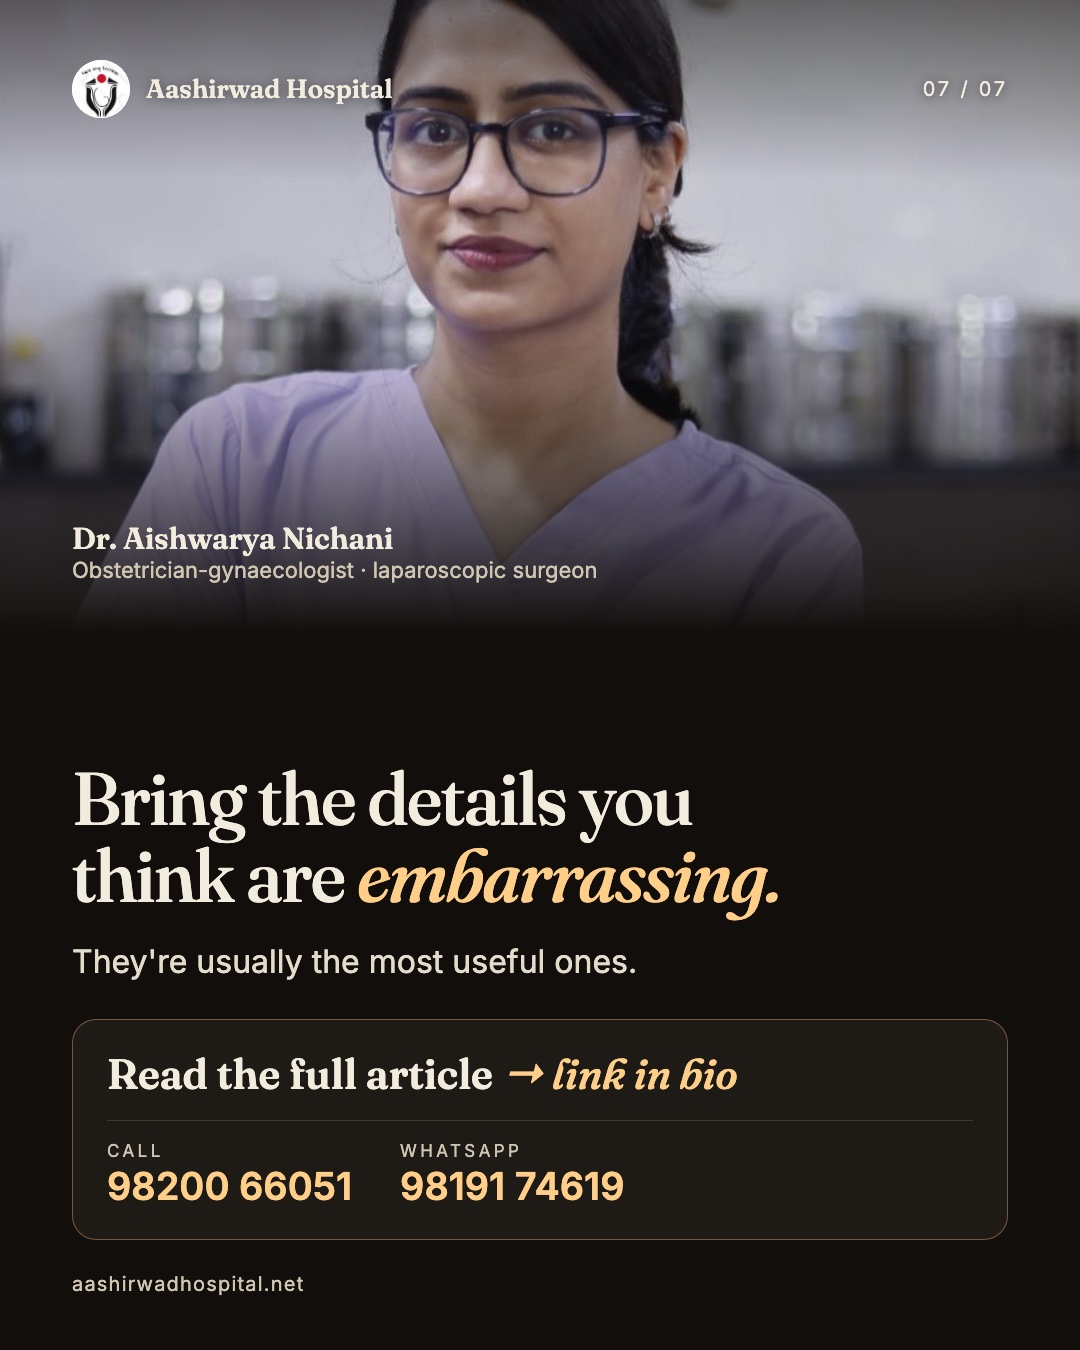 Aashirwad Hospital
07 / 07
Dr. Aishwarya Nichani
Obstetrician-gynaecologist · laparoscopic surgeon
Bring the details you
think are embarrassing.
They're usually the most useful ones.
Read the full article → link in bio
CALL
WHATSAPP
98200 66051
98191 74619
aashirwadhospital.net